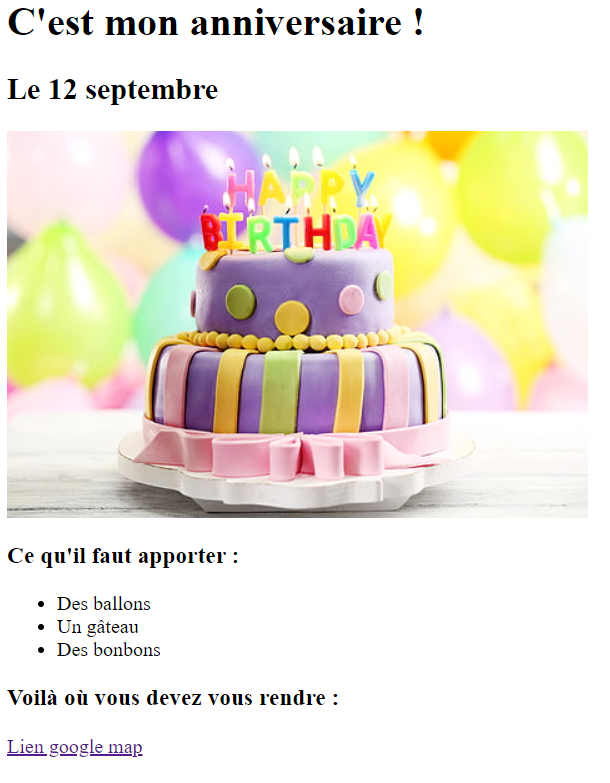 C'est mon anniversaire !
Le 12 septembre
HAPPY
BIRTHDAY
Ce qu'il faut apporter :
Des ballons
Un gâteau
Des bonbons
Voilà où vous devez vous rendre :
Lien google map